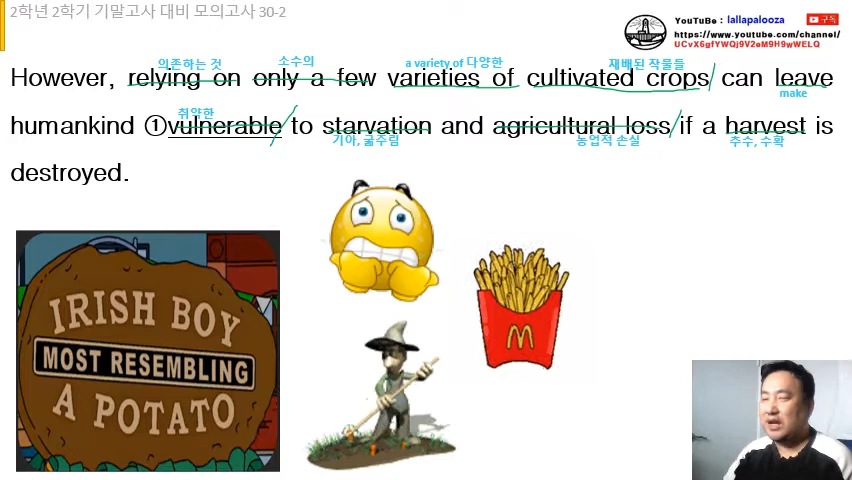 2학년 2학기 기말고사 대비 모의고사 30-2
YouTuBe : lallapalooza 구독
https://www.youtube.com/channel/
UCvX6gfYWQj9V2eM9H9wWELQ
의존하는 것 소수의 a variety of 다양한 재배된 작물들
However, relying on only a few varieties of cultivated crops can leave
취약한 make
humankind ①vulnerable to starvation and agricultural loss if a harvest is
기아, 굶주림 농업적 손실 추수, 수확
destroyed.
IRISH BOY
MOST RESEMBLING
A POTATO